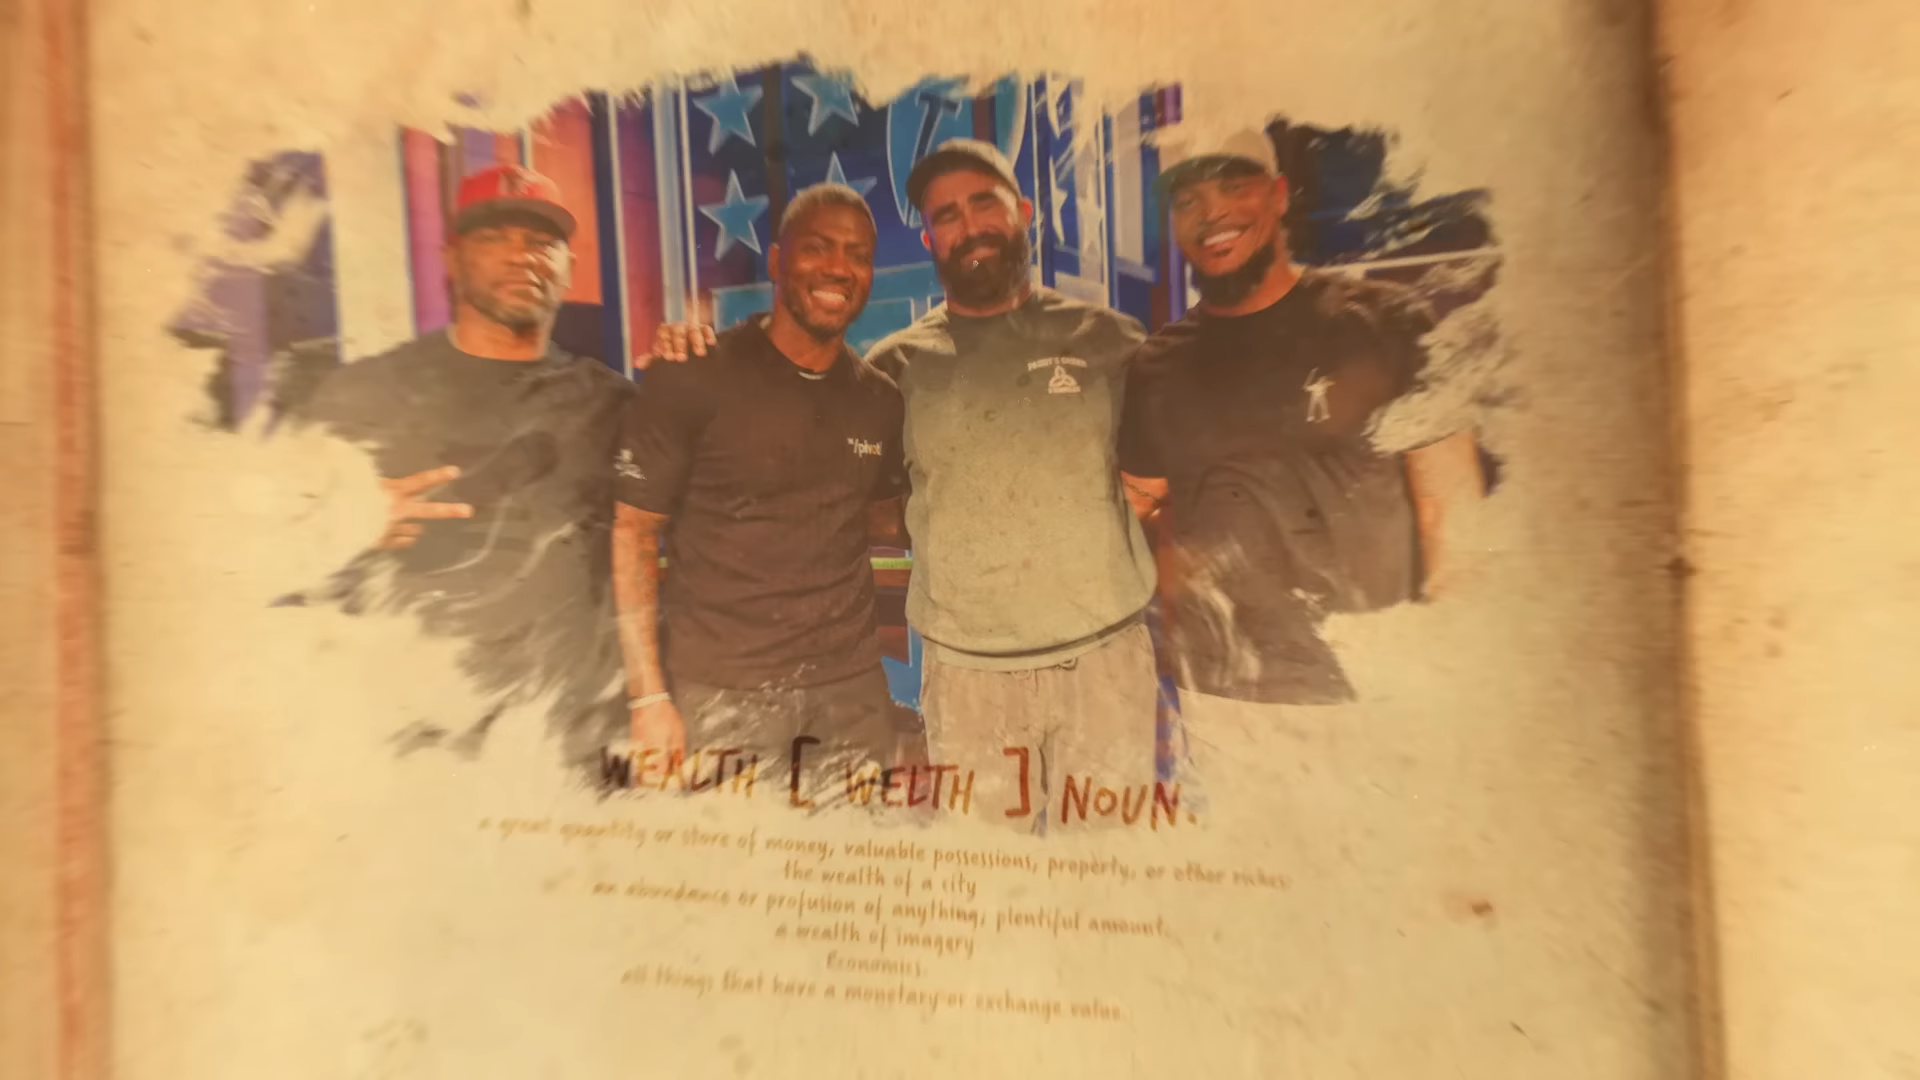 WEALTH [ WELTH ] NOUN.
a great quantity or store of money, valuable possessions, property, or other riches:
the wealth of a city
an abundance or profusion of anything; plentiful amount.
a wealth of imagery
Economics.
all things that have a monetary or exchange value.